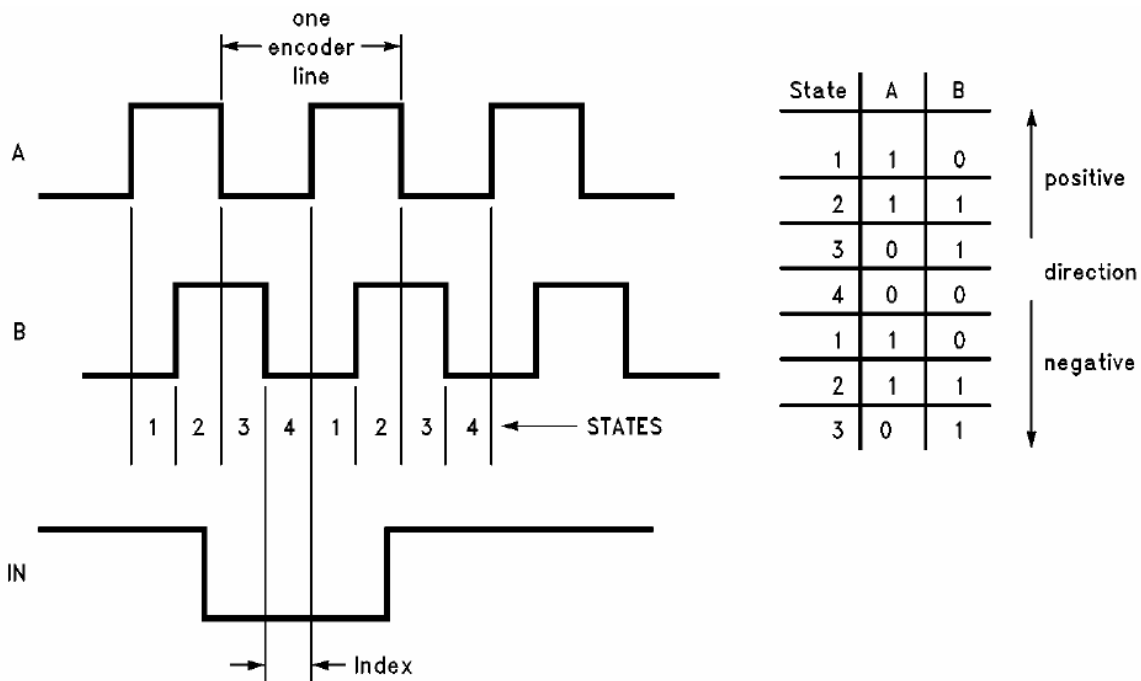 one
encoder
line
A
B
1 2 3 4 1 2 3 4 STATES
IN
Index
State A B
1 1 0
2 1 1
3 0 1
4 0 0
1 1 0
2 1 1
3 0 1
positive
direction
negative